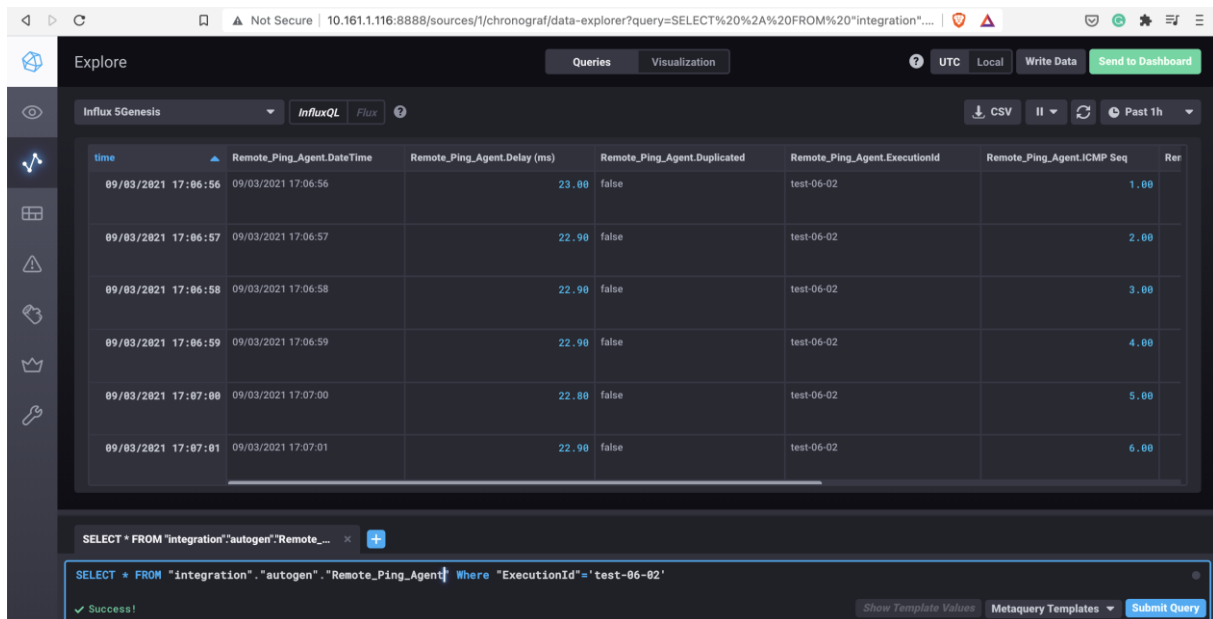 Not Secure 10.161.1.116:8888/sources/1/chronograf/data-explorer?query=SELECT%20%2A%20FROM%20"integration"....
Explore Queries Visualization ? UTC Local Write Data Send to Dashboard
Influx 5Genesis InfluxQL Flux ? CSV Past 1h
time Remote_Ping_Agent.DateTime Remote_Ping_Agent.Delay (ms) Remote_Ping_Agent.Duplicated Remote_Ping_Agent.ExecutionId Remote_Ping_Agent.ICMP Seq Rem
09/03/2021 17:06:56 09/03/2021 17:06:56 23.00 false test-06-02 1.00
09/03/2021 17:06:57 09/03/2021 17:06:57 22.90 false test-06-02 2.00
09/03/2021 17:06:58 09/03/2021 17:06:58 22.90 false test-06-02 3.00
09/03/2021 17:06:59 09/03/2021 17:06:59 22.90 false test-06-02 4.00
09/03/2021 17:07:00 09/03/2021 17:07:00 22.80 false test-06-02 5.00
09/03/2021 17:07:01 09/03/2021 17:07:01 22.90 false test-06-02 6.00
SELECT * FROM "integration"."autogen"."Remote_... × +
SELECT * FROM "integration"."autogen"."Remote_Ping_Agent" Where "ExecutionId"='test-06-02'
Success! Show Template Values Metaquery Templates Submit Query